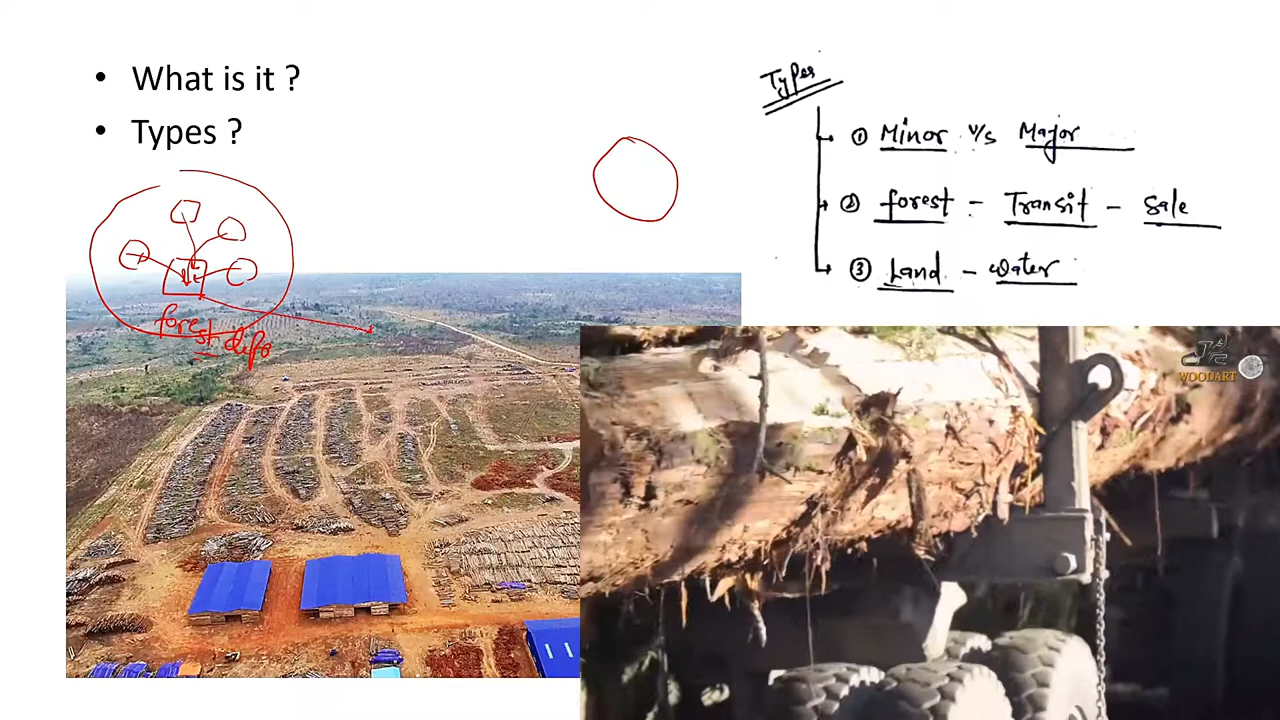 • What is it ?
• Types ?
Types
① Minor v/s Major
② forest - Transit - Sale
③ Land - water
forest depo
WOODART